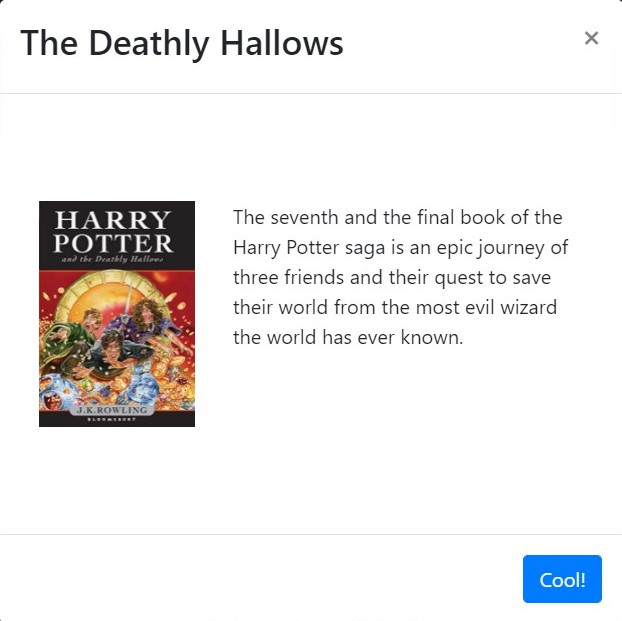 The Deathly Hallows
×
HARRY
POTTER
and the Deathly Hallows
J.K.ROWLING
BLOOMSBURY
The seventh and the final book of the
Harry Potter saga is an epic journey of
three friends and their quest to save
their world from the most evil wizard
the world has ever known.
Cool!